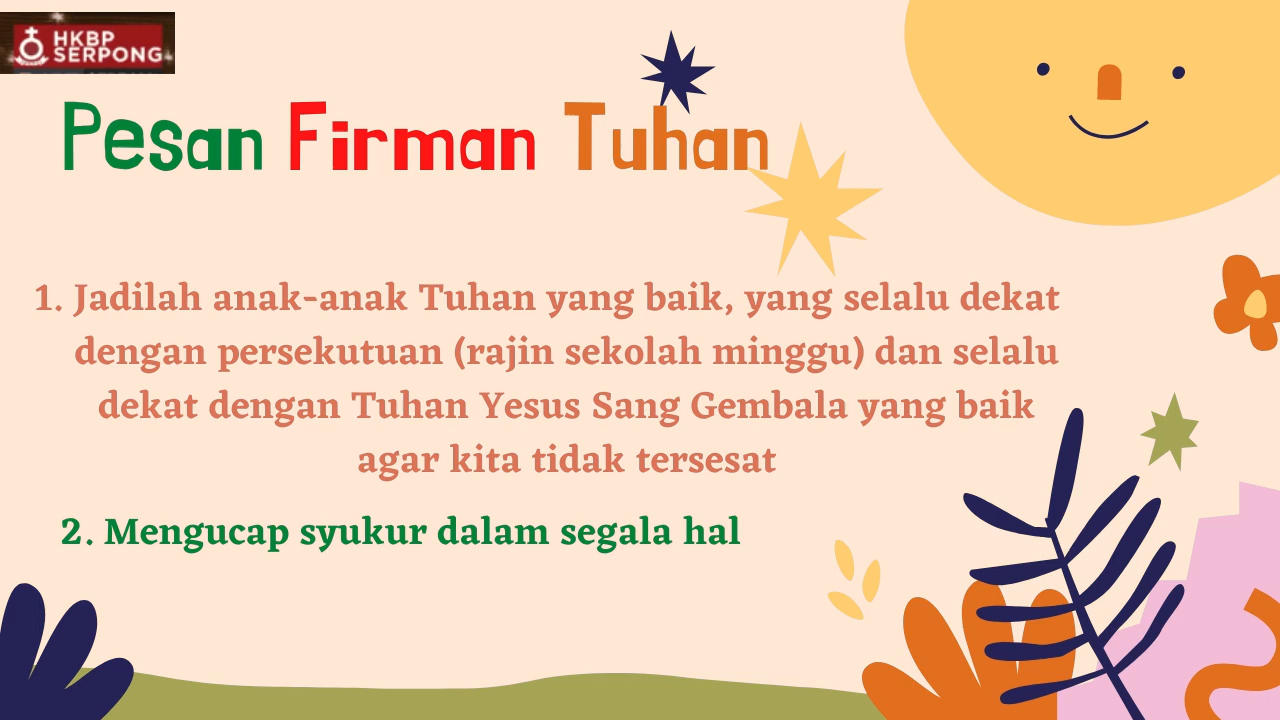 HKBP
SERPONG
Pesan Firman Tuhan
1. Jadilah anak-anak Tuhan yang baik, yang selalu dekat
dengan persekutuan (rajin sekolah minggu) dan selalu
dekat dengan Tuhan Yesus Sang Gembala yang baik
agar kita tidak tersesat
2. Mengucap syukur dalam segala hal